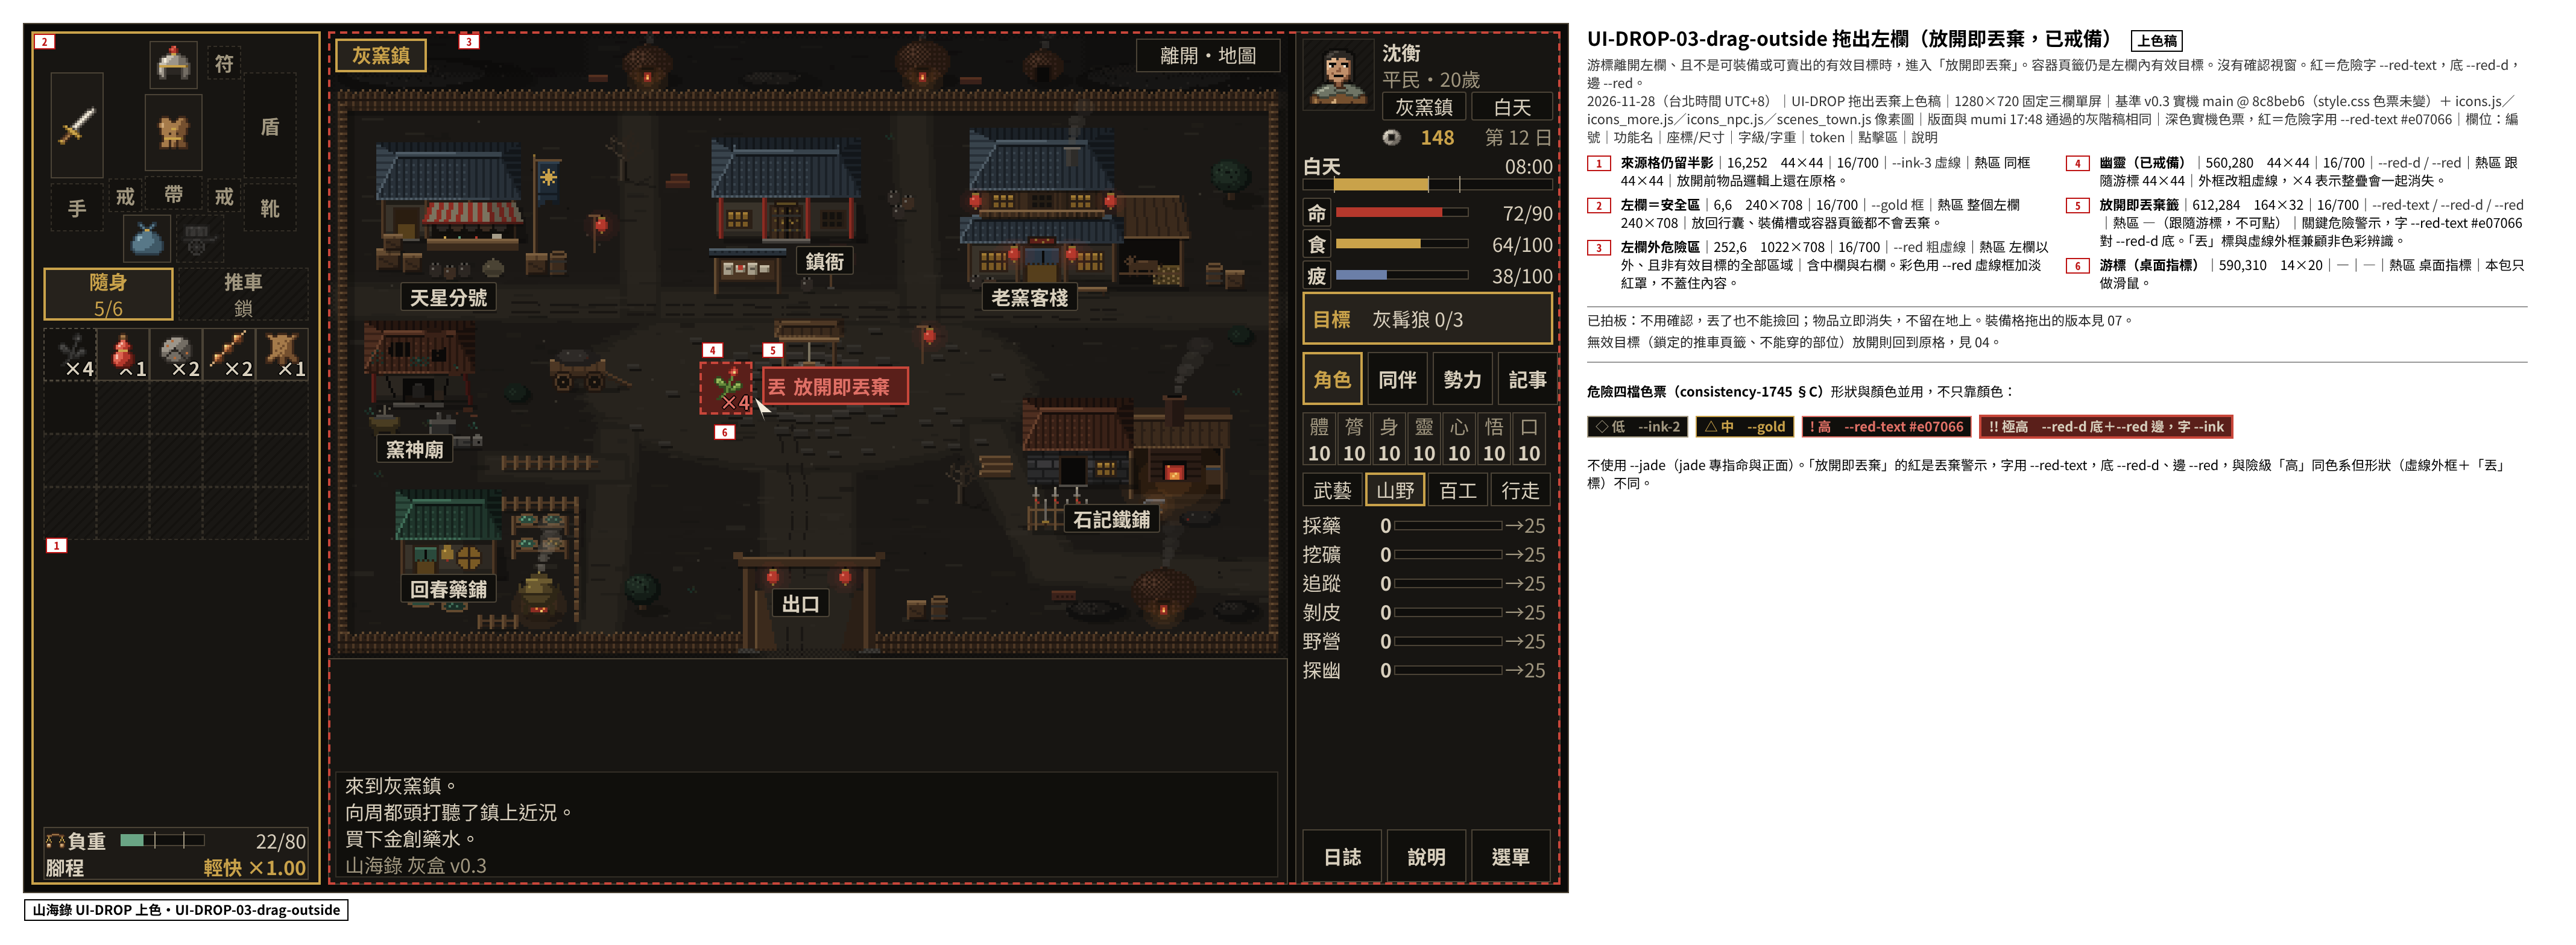 2
3
灰窯鎮
離開・地圖
符
盾
手
戒
帶
戒
靴
隨身
5/6
推車
鎖
×4
×1
×2
×2
×1
1
鎮衙
天星分號
老窯客棧
4
5
丟 放開即丟棄
×4
6
窯神廟
石記鐵鋪
回春藥鋪
出口
來到灰窯鎮。
向周都頭打聽了鎮上近況。
買下金創藥水。
山海錄 灰盒 v0.3
負重
22/80
腳程
輕快 ×1.00
沈衡
平民・20歲
灰窯鎮
白天
148
第 12 日
白天
08:00
命
72/90
食
64/100
疲
38/100
目標 灰髯狼 0/3
角色
同伴
勢力
記事
體 膂 身 靈 心 悟 口
10 10 10 10 10 10 10
武藝
山野
百工
行走
採藥 0 →25
挖礦 0 →25
追蹤 0 →25
剝皮 0 →25
野營 0 →25
探幽 0 →25
日誌
說明
選單
山海錄 UI-DROP 上色・UI-DROP-03-drag-outside
UI-DROP-03-drag-outside 拖出左欄（放開即丟棄，已戒備） 上色稿
游標離開左欄、且不是可裝備或可賣出的有效目標時，進入「放開即丟棄」。容器頁籤仍是左欄內有效目標。沒有確認視窗。紅＝危險字 --red-text，底 --red-d，
邊 --red。
2026-11-28（台北時間 UTC+8）｜UI-DROP 拖出丟棄上色稿｜1280×720 固定三欄單屏｜基準 v0.3 實機 main @ 8c8beb6（style.css 色票未變）＋ icons.js／
icons_more.js／icons_npc.js／scenes_town.js 像素圖｜版面與 mumi 17:48 通過的灰階稿相同｜深色實機色票，紅＝危險字用 --red-text #e07066｜欄位：編
號｜功能名｜座標/尺寸｜字級/字重｜token｜點擊區｜說明
1 來源格仍留半影｜16,252 44×44｜16/700｜--ink-3 虛線｜熱區 同框
44×44｜放開前物品邏輯上還在原格。
2 左欄＝安全區｜6,6 240×708｜16/700｜--gold 框｜熱區 整個左欄
240×708｜放回行囊、裝備槽或容器頁籤都不會丟棄。
3 左欄外危險區｜252,6 1022×708｜16/700｜--red 粗虛線｜熱區 左欄以
外、且非有效目標的全部區域｜含中欄與右欄。彩色用 --red 虛線框加淡
紅罩，不蓋住內容。
4 幽靈（已戒備）｜560,280 44×44｜16/700｜--red-d / --red｜熱區 跟
隨游標 44×44｜外框改粗虛線，×4 表示整疊會一起消失。
5 放開即丟棄籤｜612,284 164×32｜16/700｜--red-text / --red-d / --red
｜熱區 —（跟隨游標，不可點）｜關鍵危險警示，字 --red-text #e07066
對 --red-d 底。「丟」標與虛線外框兼顧非色彩辨識。
6 游標（桌面指標）｜590,310 14×20｜—｜—｜熱區 桌面指標｜本包只
做滑鼠。
已拍板：不用確認，丟了也不能撿回；物品立即消失，不留在地上。裝備格拖出的版本見 07。
無效目標（鎖定的推車頁籤、不能穿的部位）放開則回到原格，見 04。
危險四檔色票（consistency-1745 §C）形狀與顏色並用，不只靠顏色：
◇ 低 --ink-2
△ 中 --gold
! 高 --red-text #e07066
!! 極高 --red-d 底＋--red 邊，字 --ink
不使用 --jade（jade 專指命與正面）。「放開即丟棄」的紅是丟棄警示，字用 --red-text，底 --red-d、邊 --red，與險級「高」同色系但形狀（虛線外框＋「丟」
標）不同。